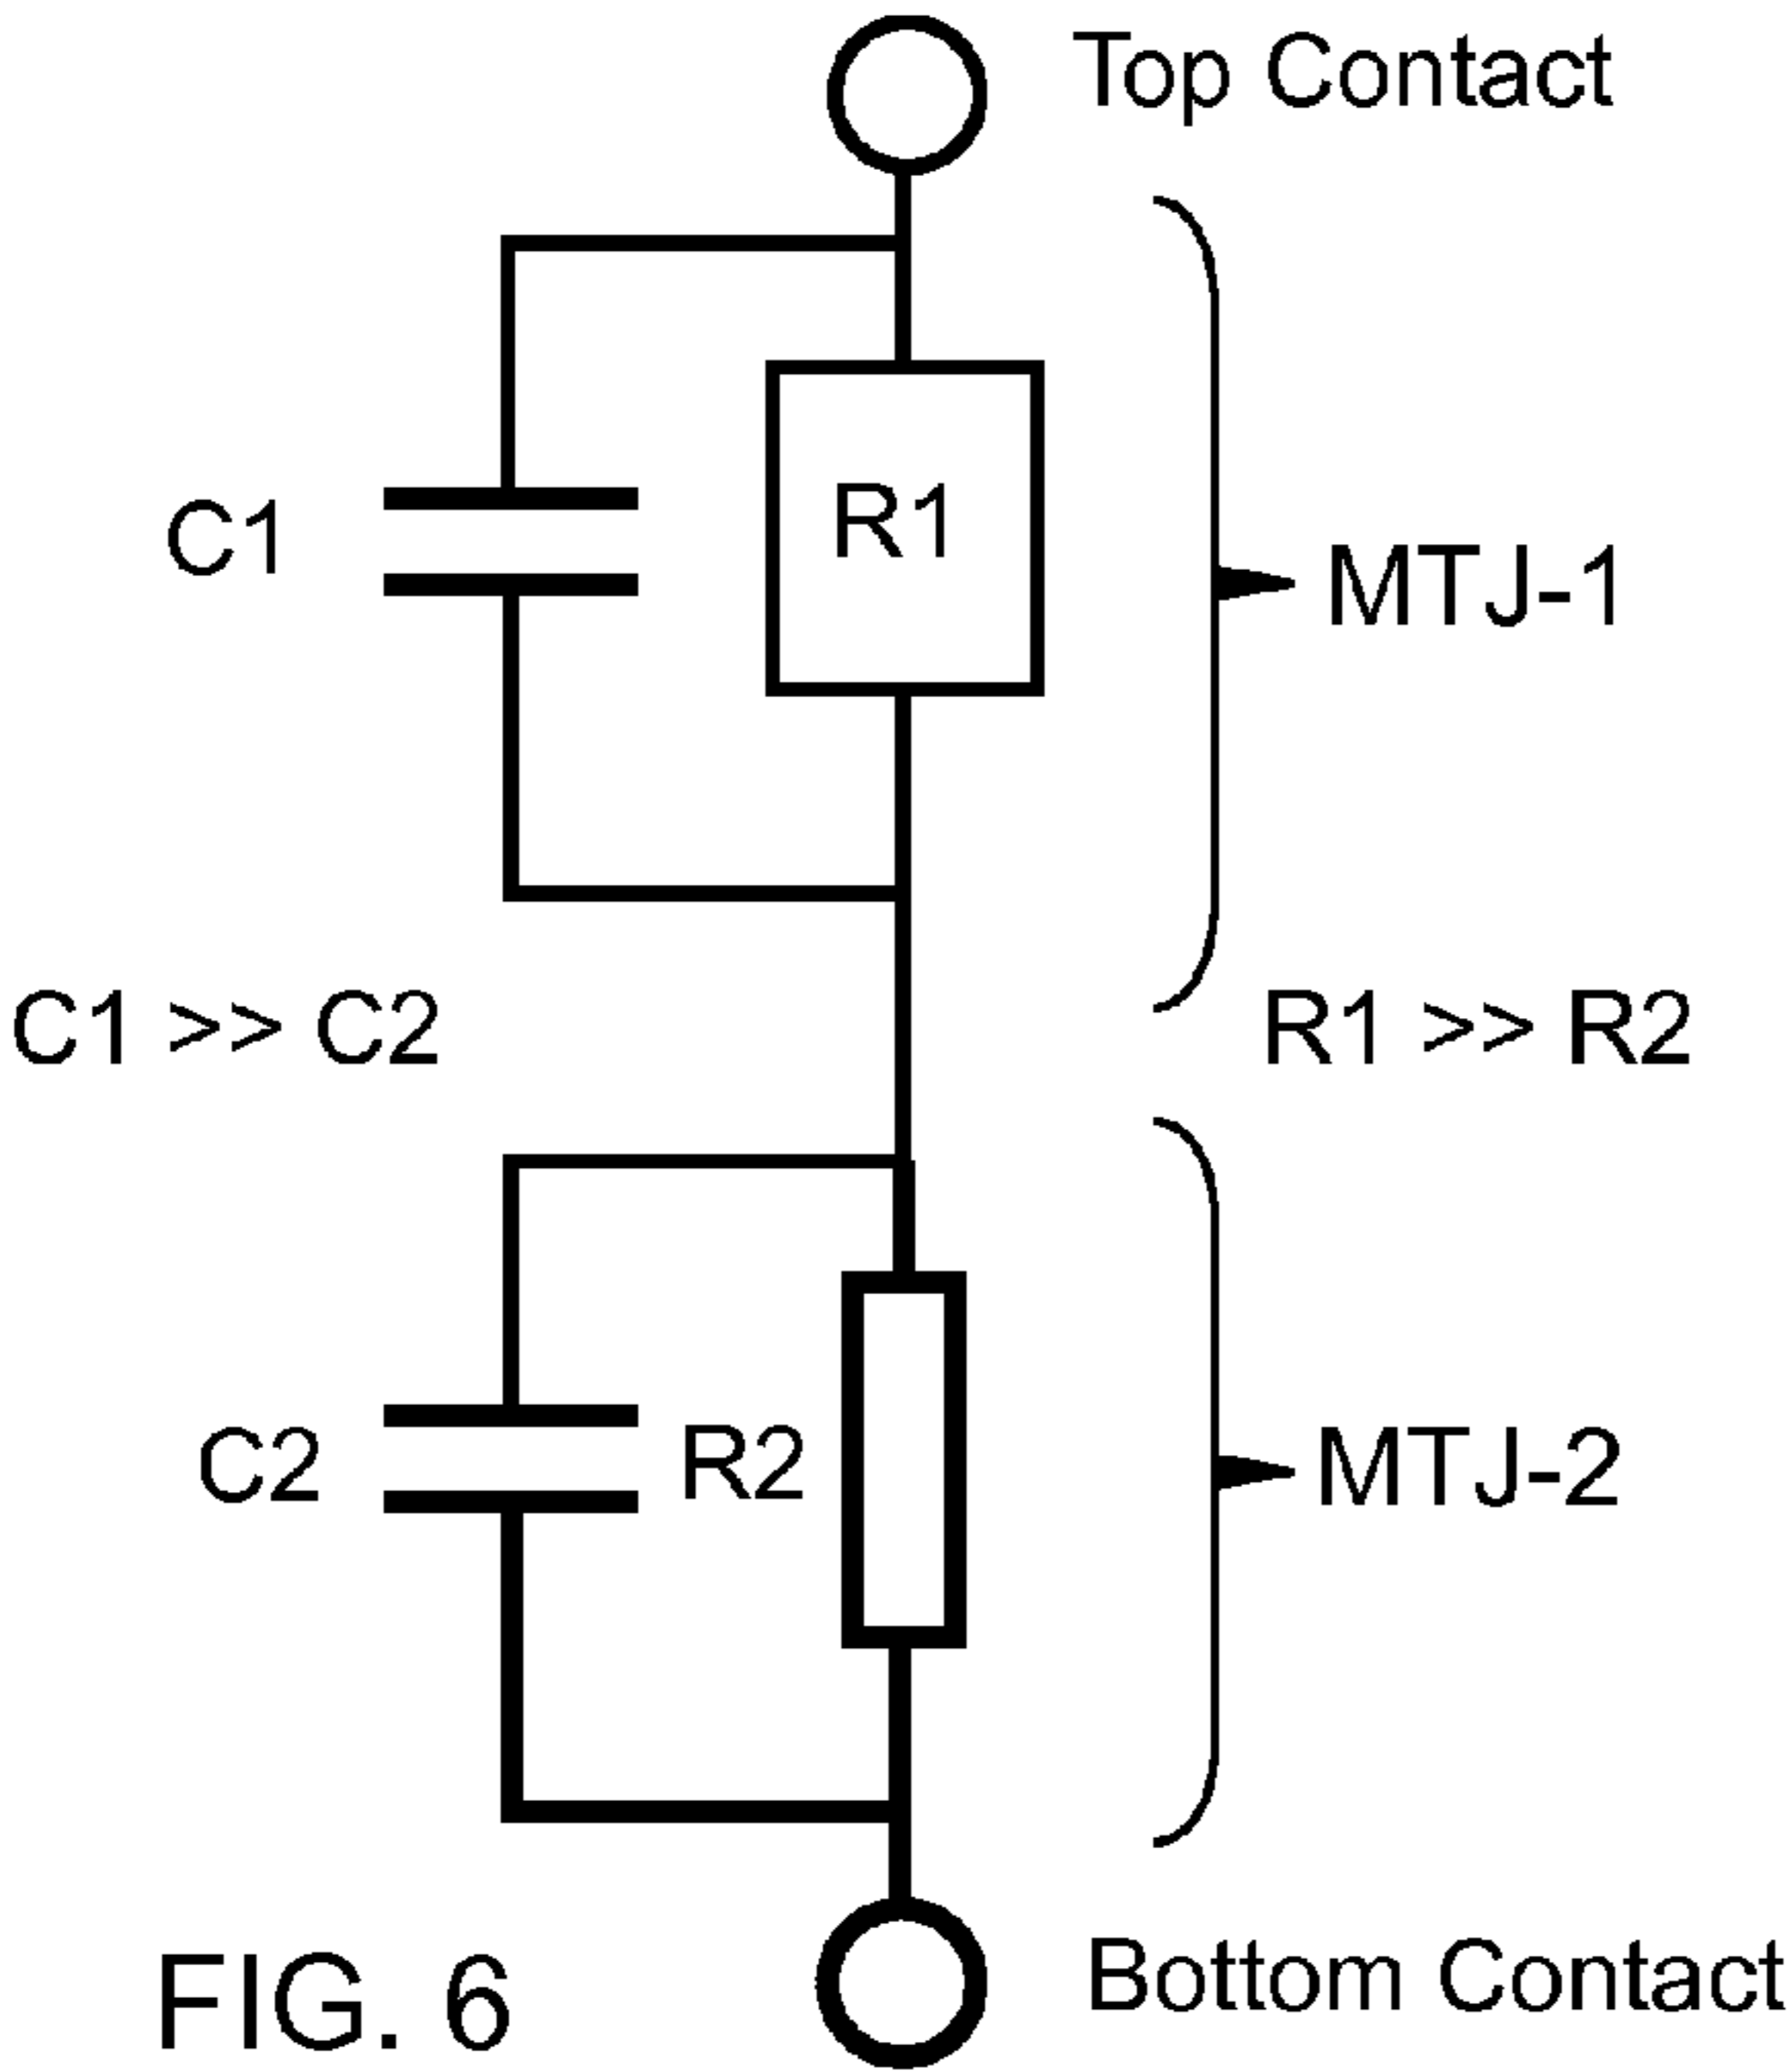 Top Contact
C1
R1
MTJ-1
C1 >> C2
R1 >> R2
C2
R2
MTJ-2
Bottom Contact
FIG. 6